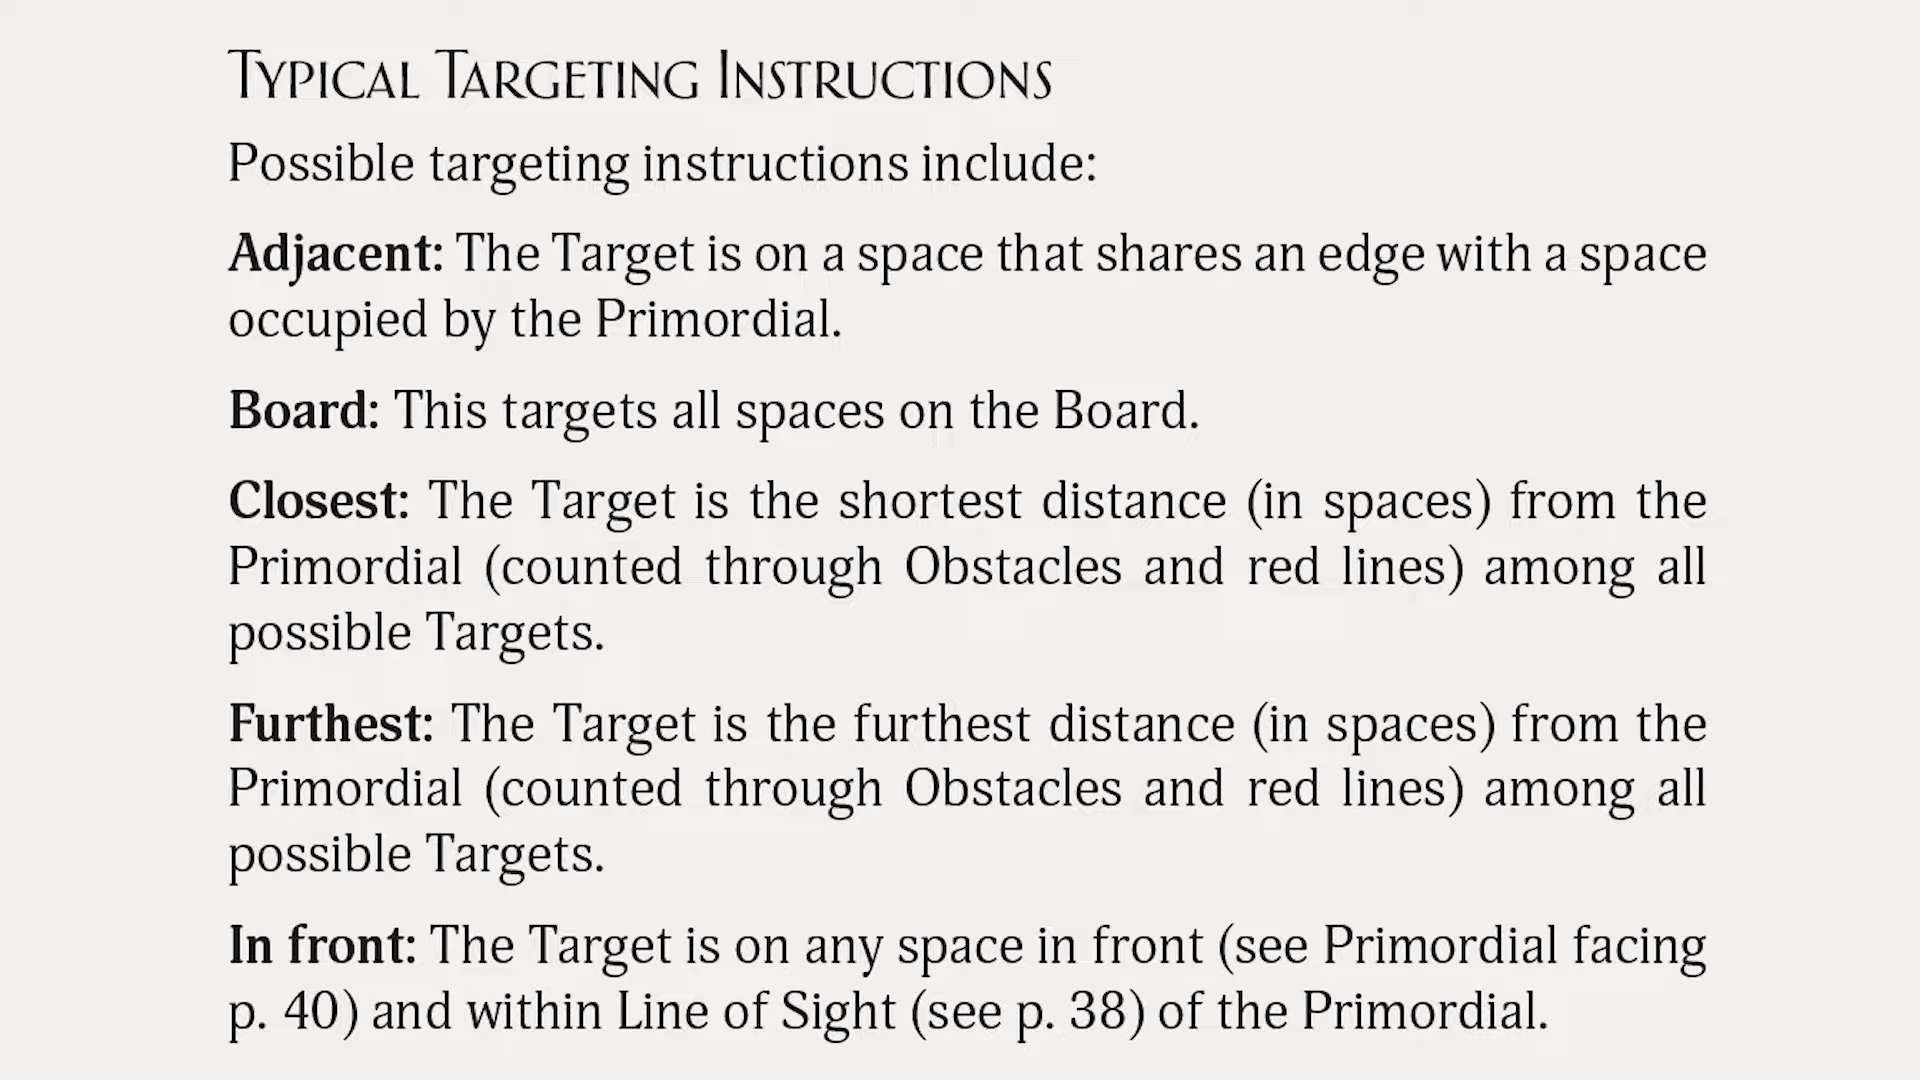 Typical Targeting Instructions
Possible targeting instructions include:
Adjacent: The Target is on a space that shares an edge with a space
occupied by the Primordial.
Board: This targets all spaces on the Board.
Closest: The Target is the shortest distance (in spaces) from the
Primordial (counted through Obstacles and red lines) among all
possible Targets.
Furthest: The Target is the furthest distance (in spaces) from the
Primordial (counted through Obstacles and red lines) among all
possible Targets.
In front: The Target is on any space in front (see Primordial facing
p. 40) and within Line of Sight (see p. 38) of the Primordial.